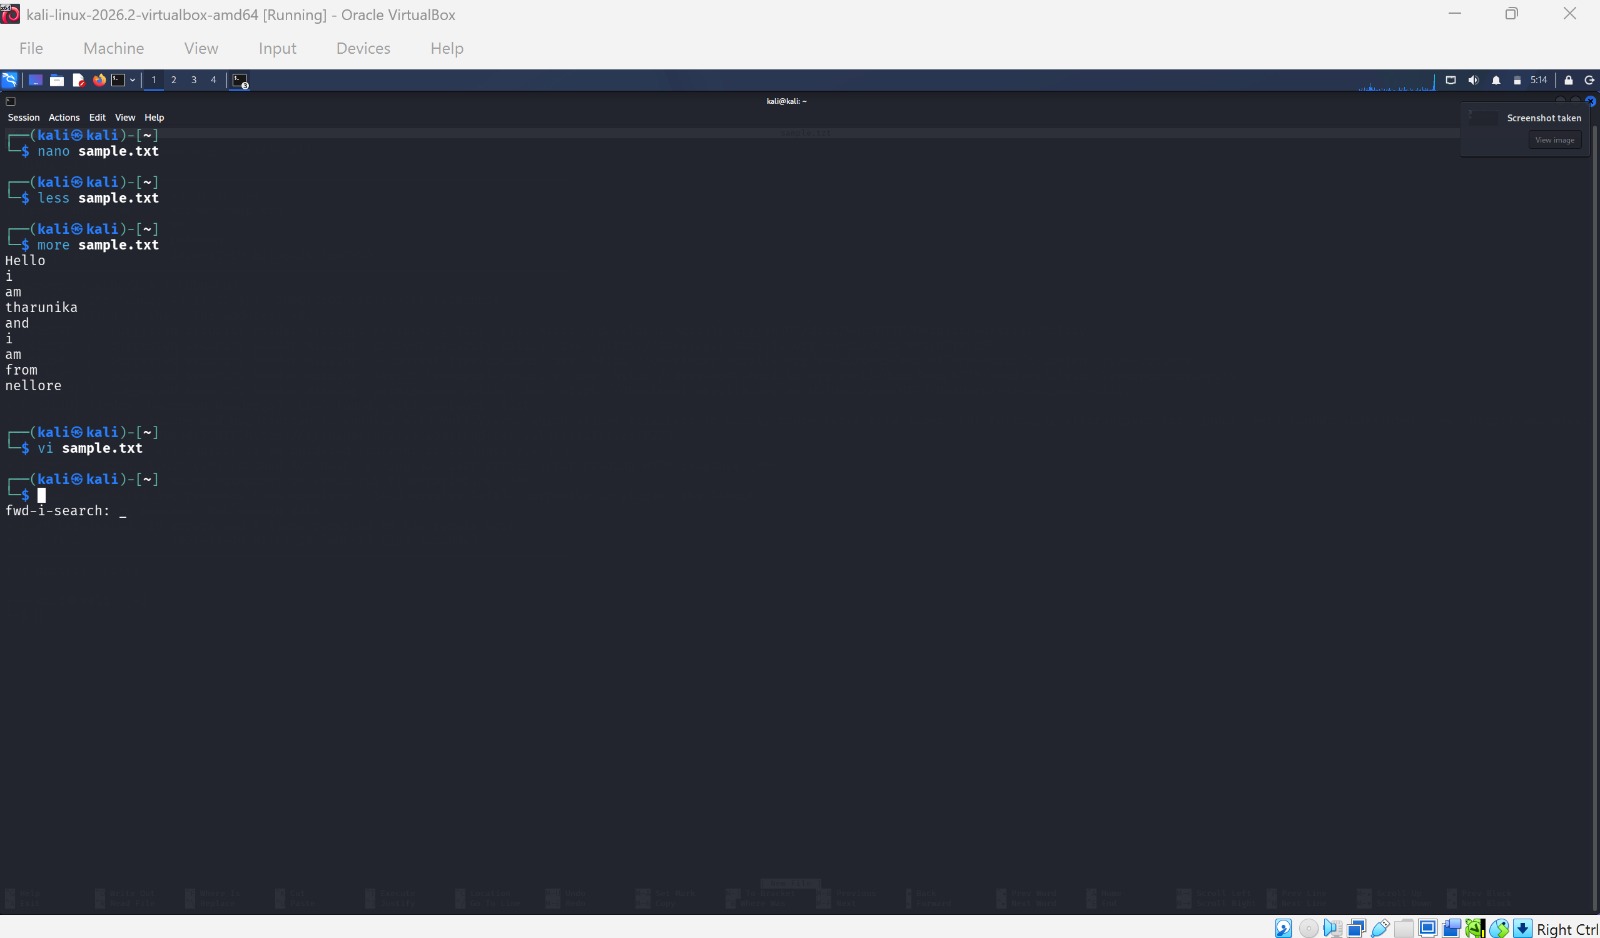 kali-linux-2026.2-virtualbox-amd64 [Running] - Oracle VirtualBox
File Machine View Input Devices Help
1 2 3 4 5:14
kali@kali: ~
Session Actions Edit View Help
Screenshot taken
View image
┌──(kali㉿kali)-[~]
└─$ nano sample.txt
┌──(kali㉿kali)-[~]
└─$ less sample.txt
┌──(kali㉿kali)-[~]
└─$ more sample.txt
Hello
i
am
tharunika
and
i
am
from
nellore
┌──(kali㉿kali)-[~]
└─$ vi sample.txt
┌──(kali㉿kali)-[~]
└─$
fwd-i-search: _
Right Ctrl